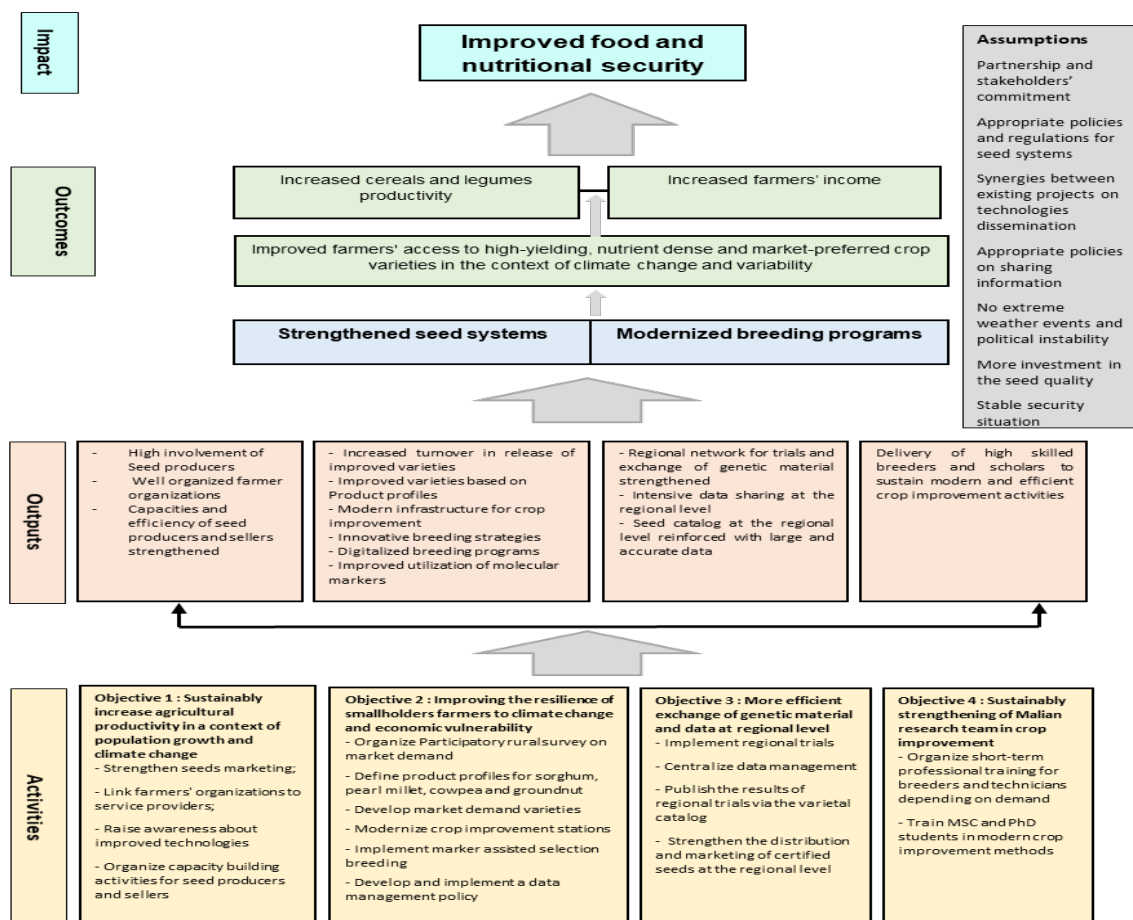 Impact
Improved food and
nutritional security
Assumptions
Partnership and
stakeholders'
commitment
Appropriate policies
and regulations for
seed systems
Synergies between
existing projects on
technologies
dissemination
Appropriate policies
on sharing
information
No extreme
weather events and
political instability
More investment in
the seed quality
Stable security
situation
Outcomes
Increased cereals and legumes
productivity
Increased farmers' income
Improved farmers' access to high-yielding, nutrient dense and market-preferred crop
varieties in the context of climate change and variability
Strengthened seed systems
Modernized breeding programs
Outputs
- High involvement of
Seed producers
- Well organized farmer
organizations
- Capacities and
efficiency of seed
producers and sellers
strengthened
- Increased turnover in release of
improved varieties
- Improved varieties based on
Product profiles
- Modern infrastructure for crop
improvement
- Innovative breeding strategies
- Digitalized breeding programs
- Improved utilization of molecular
markers
- Regional network for trials and
exchange of genetic material
strengthened
- Intensive data sharing at the
regional level
- Seed catalog at the regional
level reinforced with large and
accurate data
Delivery of high skilled
breeders and scholars to
sustain modern and efficient
crop improvement activities
Activities
Objective 1 : Sustainably
increase agricultural
productivity in a context of
population growth and
climate change
- Strengthen seeds marketing;
- Link farmers' organizations to
service providers;
- Raise awareness about
improved technologies
- Organize capacity building
activities for seed producers
and sellers
Objective 2 : Improving the resilience of
smallholders farmers to climate change
and economic vulnerability
- Organize Participatory rural survey on
market demand
- Define product profiles for sorghum,
pearl millet, cowpea and groundnut
- Develop market demand varieties
- Modernize crop improvement stations
- Implement marker assisted selection
breeding
- Develop and implement a data
management policy
Objective 3 : More efficient
exchange of genetic material
and data at regional level
- Implement regional trials
- Centralize data management
- Publish the results of
regional trials via the varietal
catalog
- Strengthen the distribution
and marketing of certified
seeds at the regional level
Objective 4 : Sustainably
strengthening of Malian
research team in crop
improvement
- Organize short-term
professional training for
breeders and technicians
depending on demand
- Train MSC and PhD
students in modern crop
improvement methods